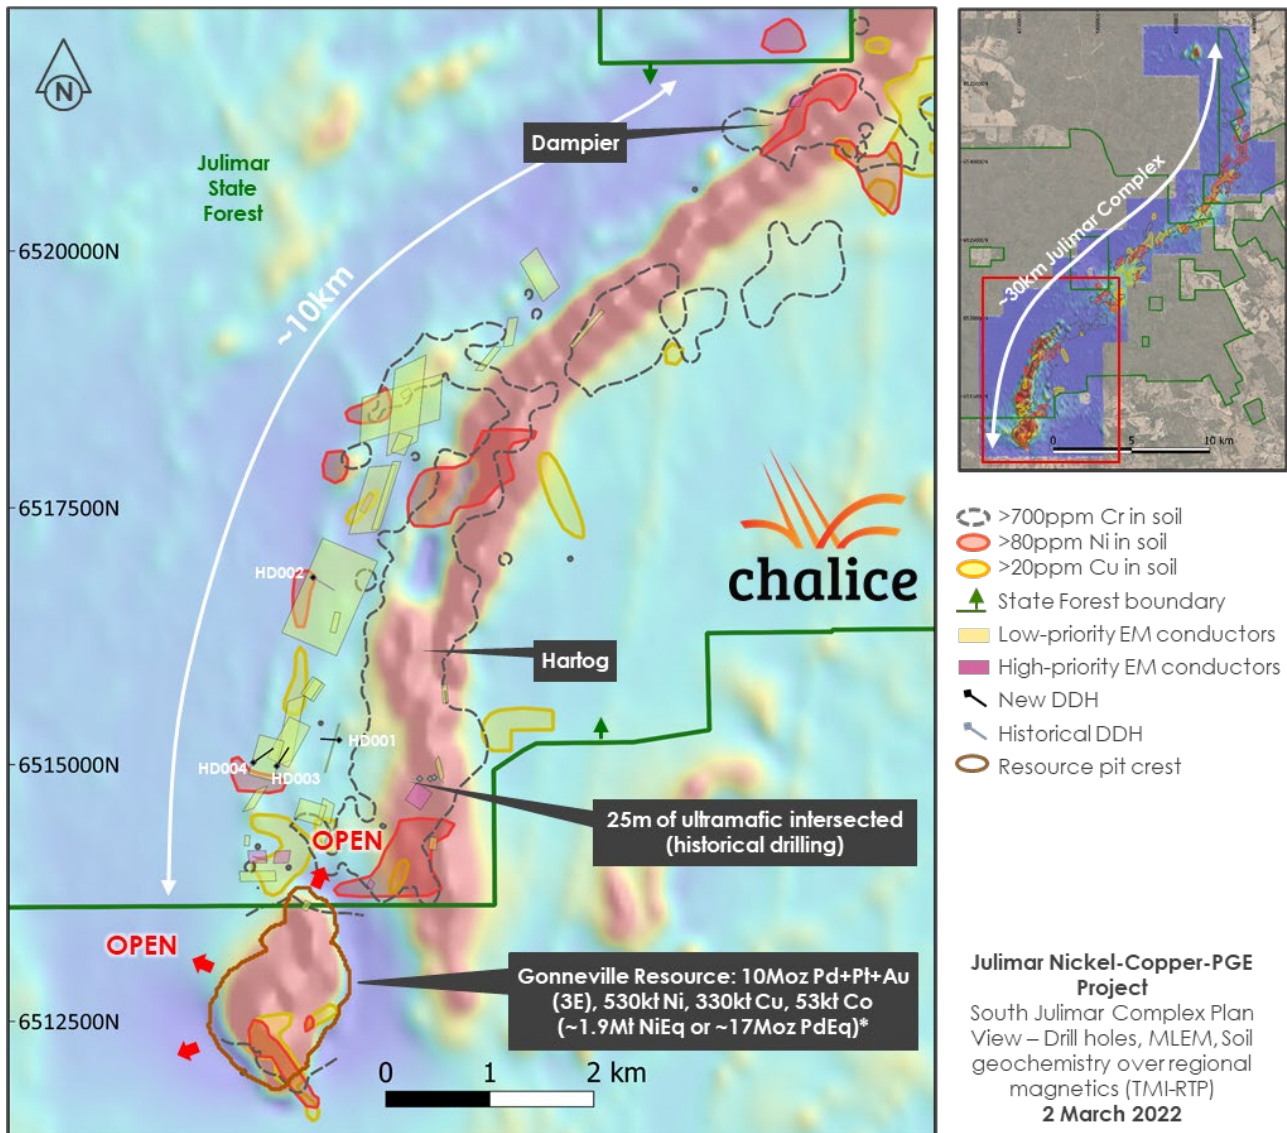 N
Julimar
State
Forest
Dampier
6520000N
~10km
6517500N
HD002
chalice
Hartog
HD001
6515000N
HD004
HD003
25m of ultramafic intersected
(historical drilling)
OPEN
OPEN
Gonneville Resource: 10Moz Pd+Pt+Au
(3E), 530kt Ni, 330kt Cu, 53kt Co
(~1.9Mt NiEq or ~17Moz PdEq)*
6512500N
0 1 2 km
~30km Julimar Complex
0 5 10 km
>700ppm Cr in soil
>80ppm Ni in soil
>20ppm Cu in soil
State Forest boundary
Low-priority EM conductors
High-priority EM conductors
New DDH
Historical DDH
Resource pit crest
Julimar Nickel-Copper-PGE
Project
South Julimar Complex Plan
View – Drill holes, MLEM, Soil
geochemistry over regional
magnetics (TMI-RTP)
2 March 2022